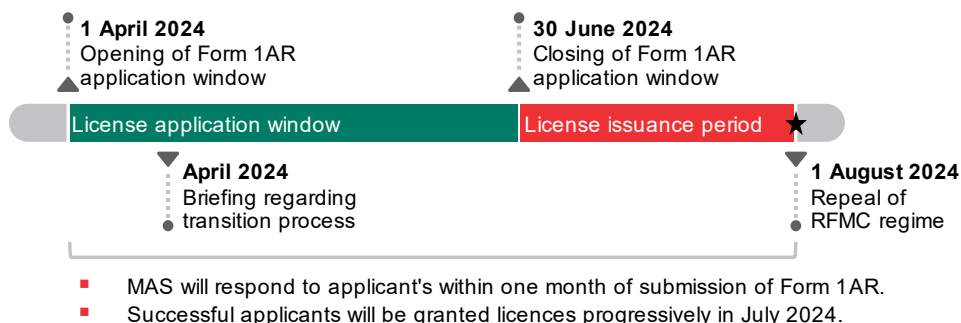 1 April 2024
Opening of Form 1AR
application window
30 June 2024
Closing of Form 1AR
application window
License application window
License issuance period
April 2024
Briefing regarding
transition process
1 August 2024
Repeal of
RFMC regime
MAS will respond to applicant's within one month of submission of Form 1AR.
Successful applicants will be granted licences progressively in July 2024.